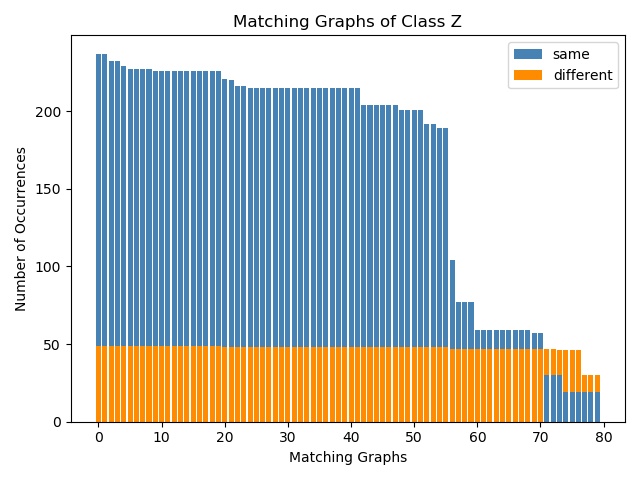 Matching Graphs of Class Z
same
different
Number of Occurrences
200
150
100
50
0
0 10 20 30 40 50 60 70 80
Matching Graphs